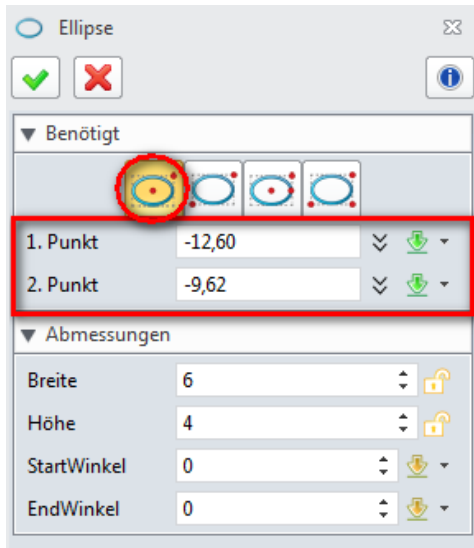 Ellipse
Benötigt
1. Punkt -12,60
2. Punkt -9,62
Abmessungen
Breite 6
Höhe 4
StartWinkel 0
EndWinkel 0